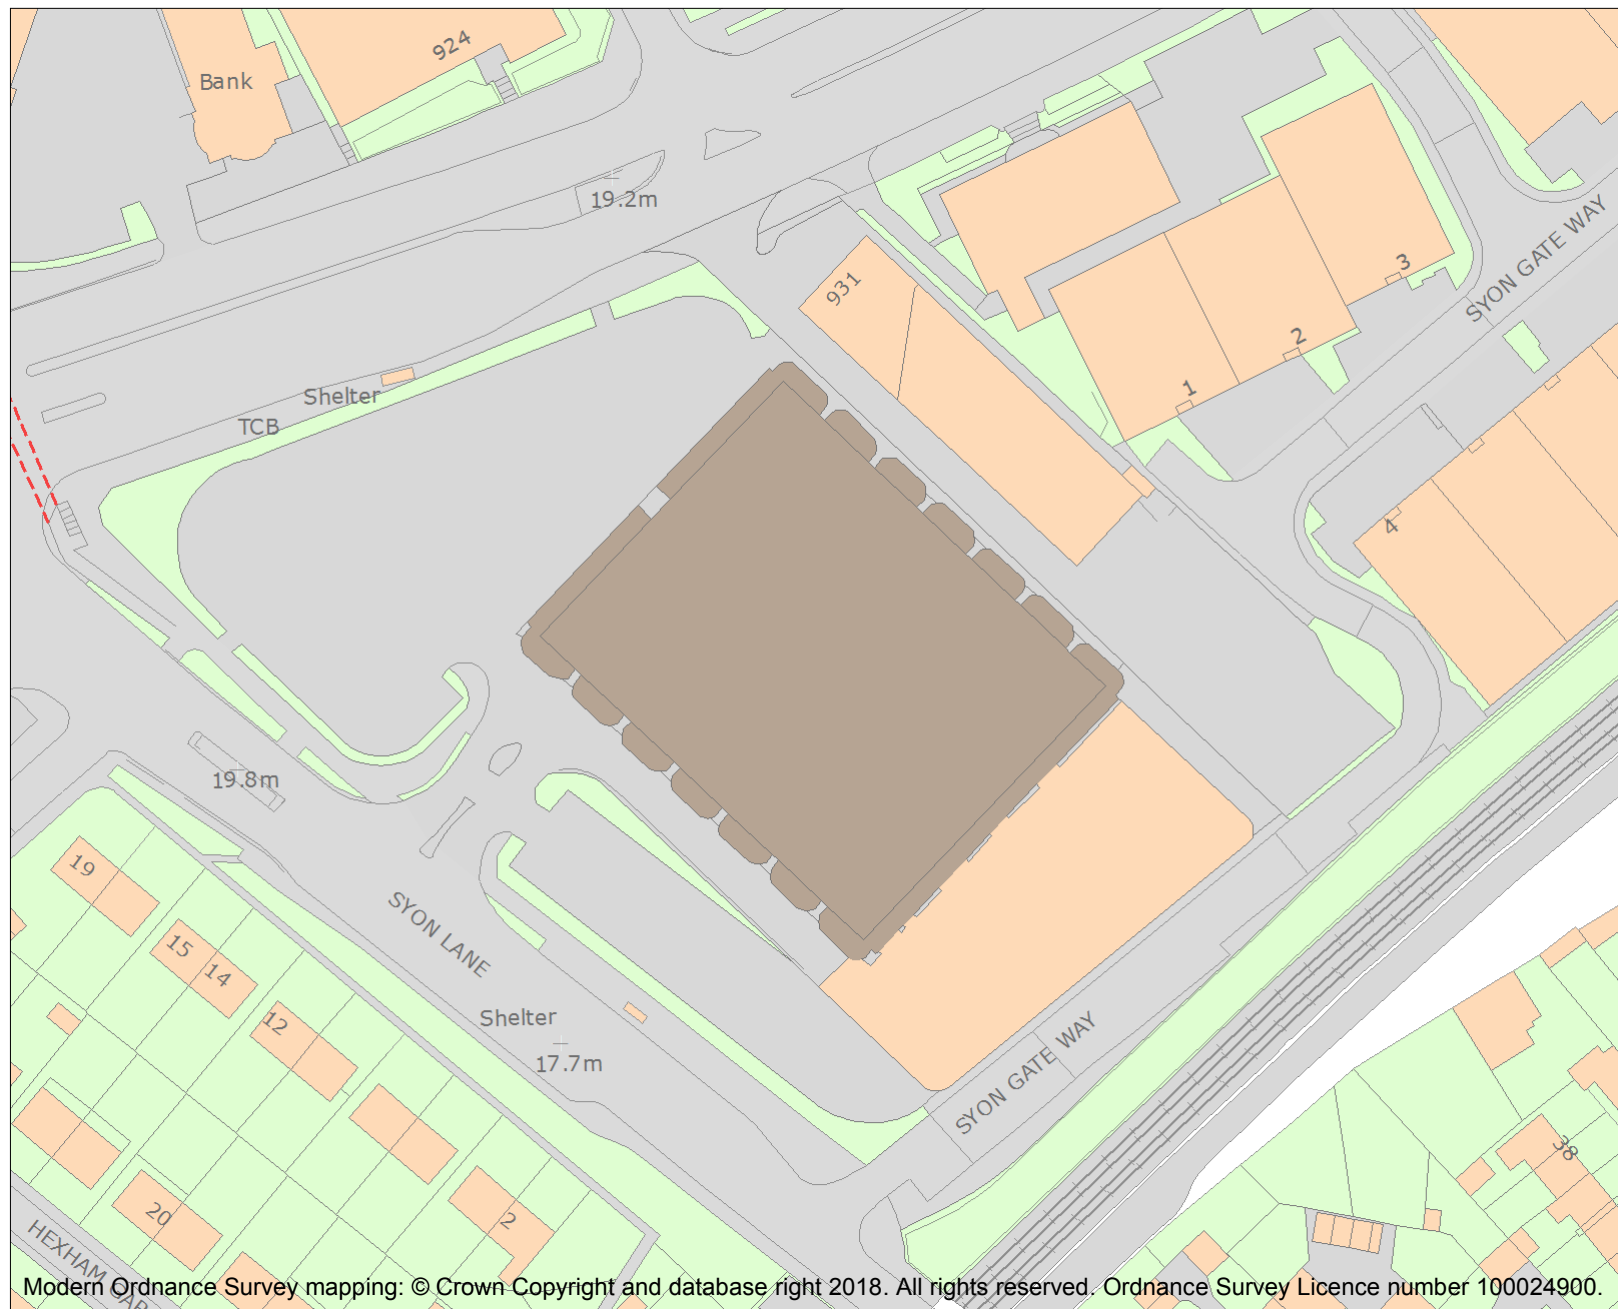 924
Bank
19.2m
SYON GATE WAY
931
3
2
1
Shelter
TCB
4
19.8m
19
SYON LANE
15
14
12
Shelter
17.7m
SYON GATE WAY
38
20
2
HEXHAM GAR
Modern Ordnance Survey mapping: © Crown Copyright and database right 2018. All rights reserved. Ordnance Survey Licence number 100024900.